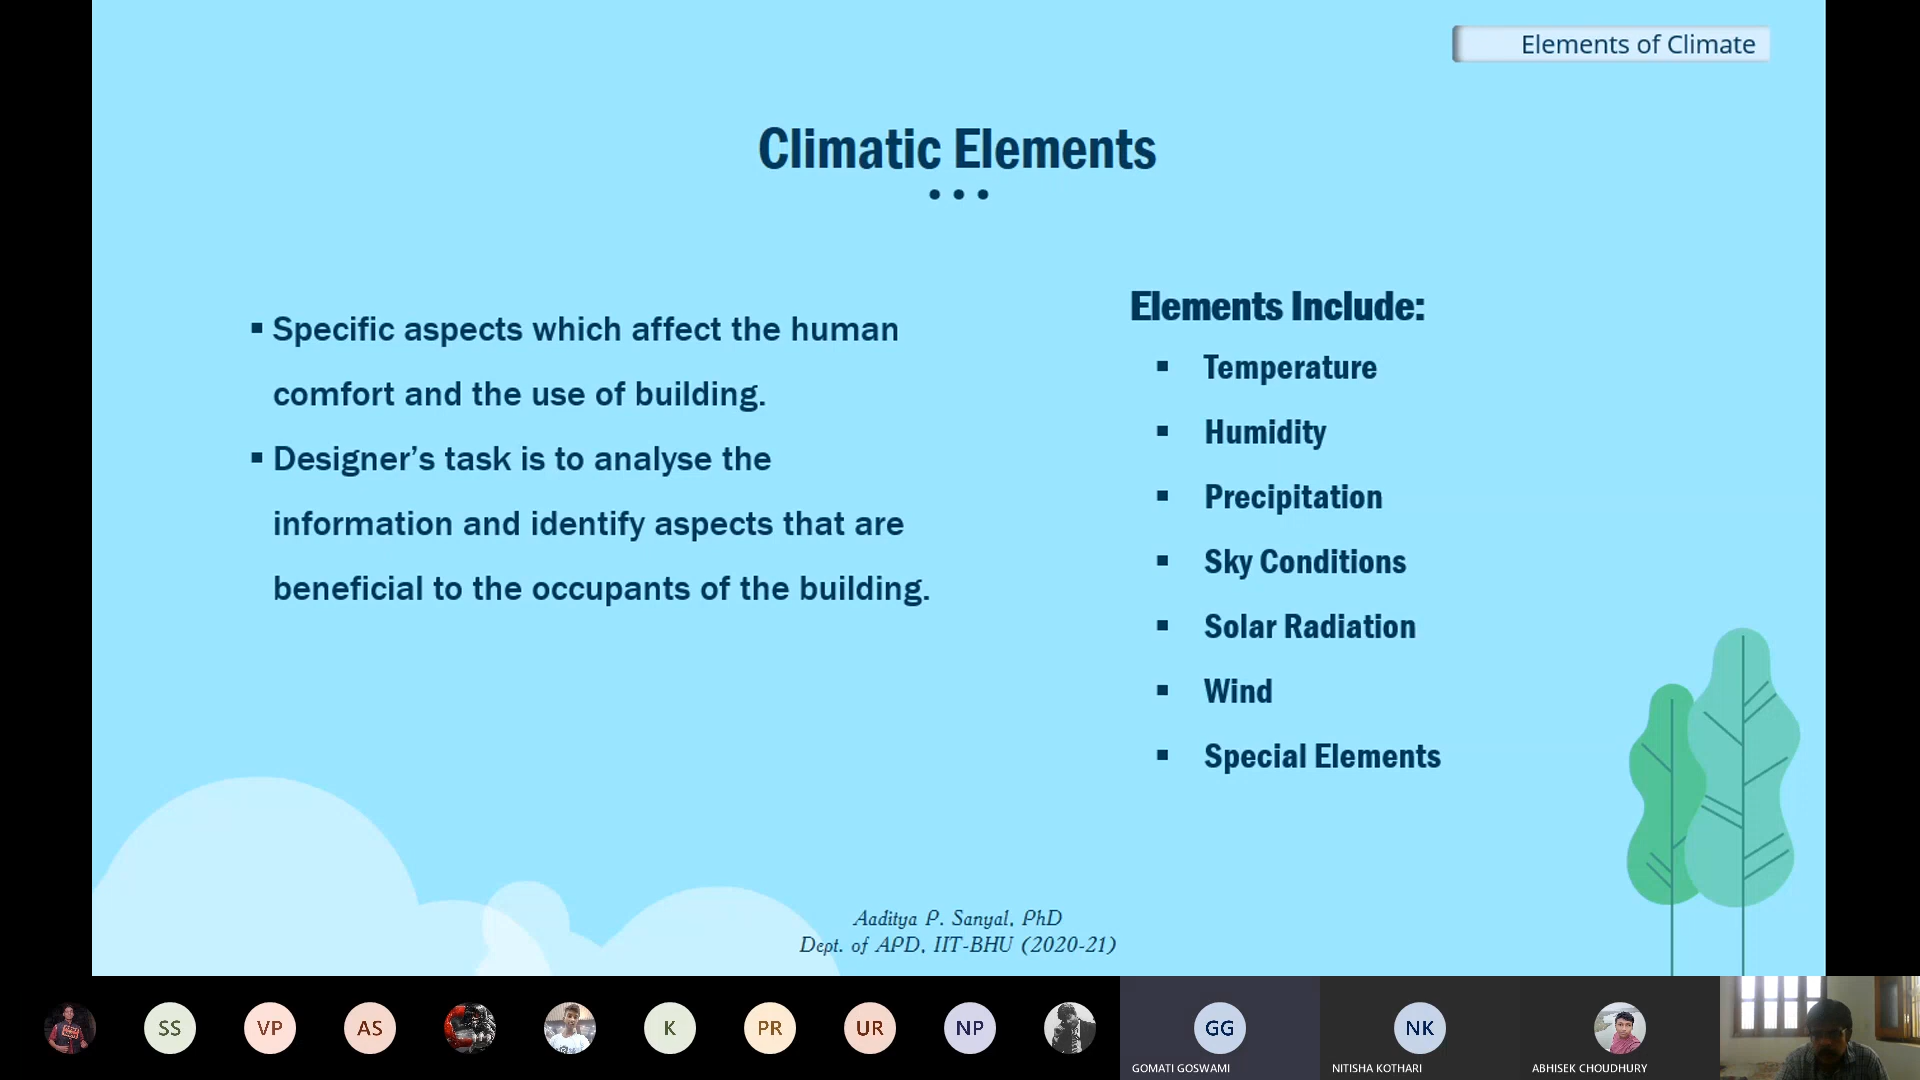 Elements of Climate
Climatic Elements
▪ Specific aspects which affect the human
comfort and the use of building.
▪ Designer’s task is to analyse the
information and identify aspects that are
beneficial to the occupants of the building.
Elements Include:
▪ Temperature
▪ Humidity
▪ Precipitation
▪ Sky Conditions
▪ Solar Radiation
▪ Wind
▪ Special Elements
Aaditya P. Sanyal, PhD
Dept. of APD, IIT-BHU (2020-21)
SS VP AS K PR UR NP GG NK
GOMATI GOSWAMI NITISHA KOTHARI ABHISEK CHOUDHURY